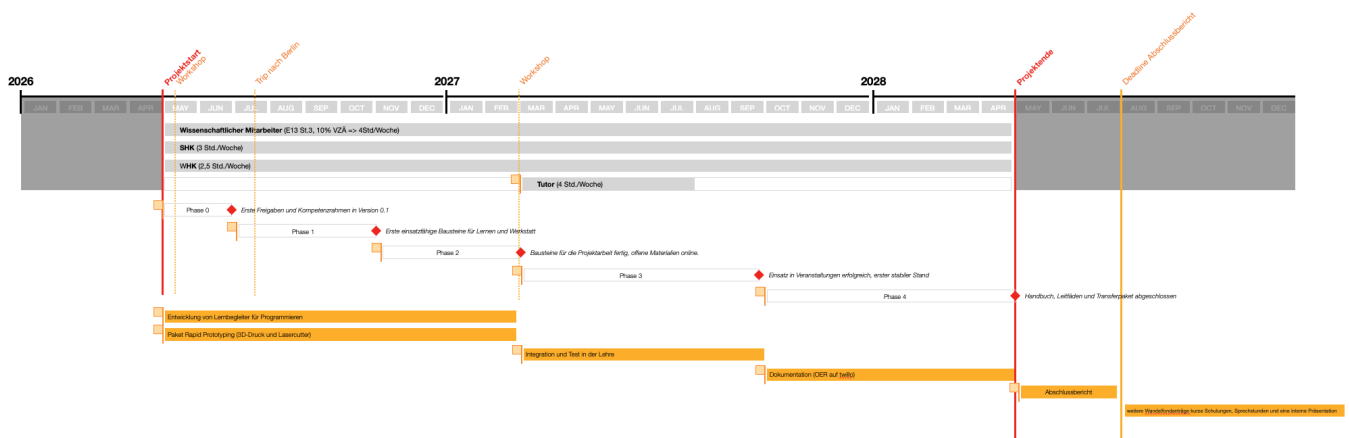 Projektstart
Workshop
Trip nach Berlin
Workshop
Projektende
Deadline Abschlussbericht
2026
2027
2028
JAN FEB MAR APR MAY JUN JUL AUG SEP OCT NOV DEC JAN FEB MAR APR MAY JUN JUL AUG SEP OCT NOV DEC JAN FEB MAR APR MAY JUN JUL AUG SEP OCT NOV DEC
Wissenschaftlicher Mitarbeiter (E13 St.3, 10% VZÄ => 4Std/Woche)
SHK (3 Std./Woche)
WHK (2,5 Std./Woche)
Tutor (4 Std./Woche)
Phase 0 Erste Freigaben und Kompetenzrahmen in Version 0.1
Phase 1 Erste einsatzfähige Bausteine für Lernen und Werkstatt
Phase 2 Bausteine für die Projektarbeit fertig, offene Materialien online.
Phase 3 Einsatz in Veranstaltungen erfolgreich, erster stabiler Stand
Phase 4 Handbuch, Leitfäden und Transferpaket abgeschlossen
Entwicklung von Lernbegleiter für Programmieren
Paket Rapid Prototyping (3D-Druck und Lasercutter)
Integration und Test in der Lehre
Dokumentation (OER auf twillo)
Abschlussbericht
weitere Wandelfondenträge kurze Schulungen, Sprechstunden und eine interne Präsentation